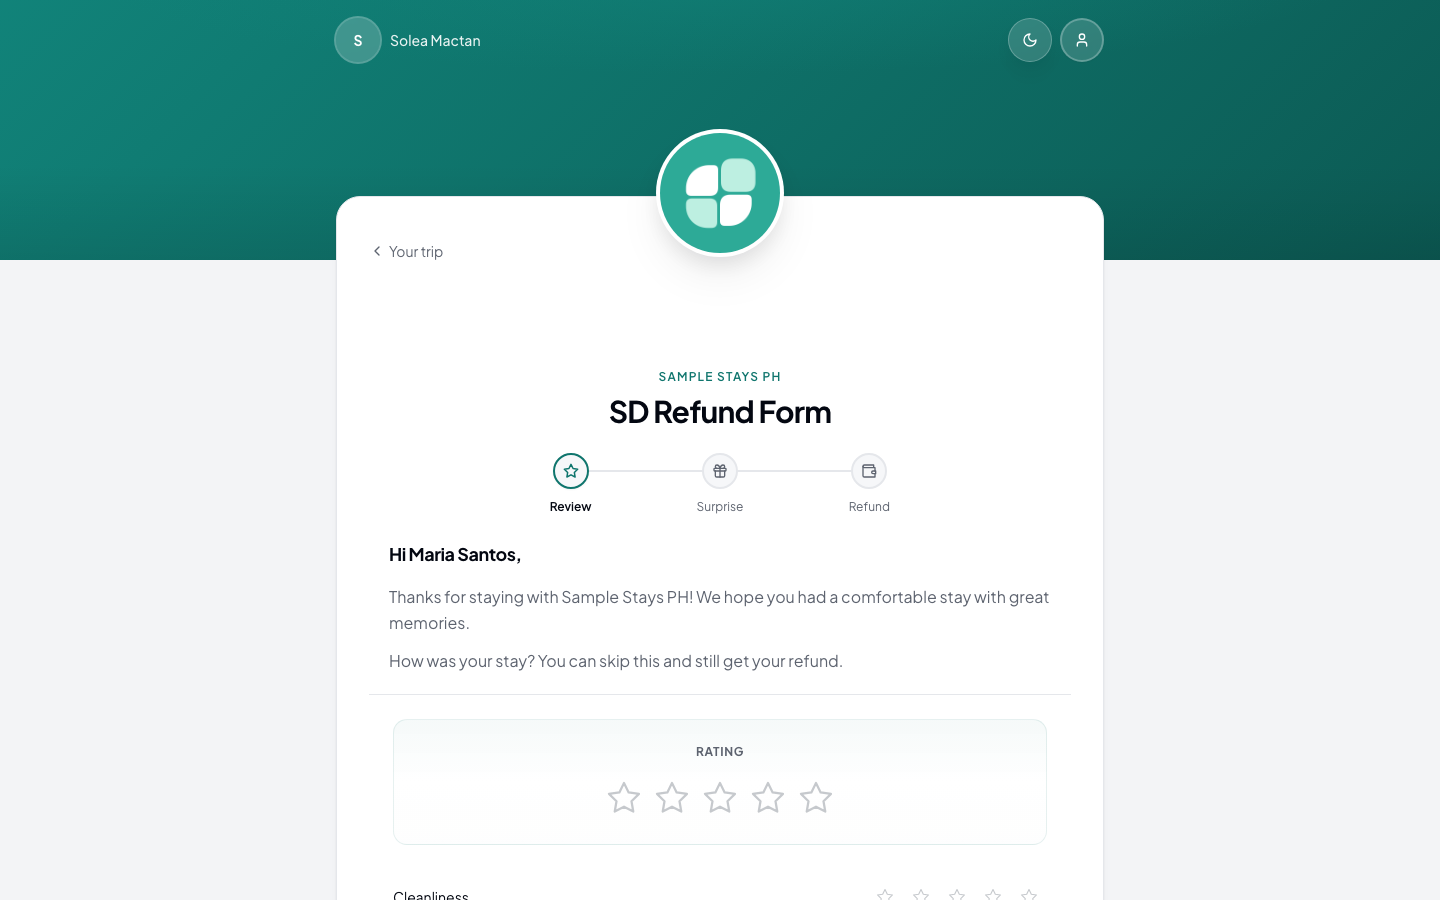 S
Solea Mactan
Your trip
SAMPLE STAYS PH
SD Refund Form
Review
Surprise
Refund
Hi Maria Santos,
Thanks for staying with Sample Stays PH! We hope you had a comfortable stay with great
memories.
How was your stay? You can skip this and still get your refund.
RATING
Cleanliness